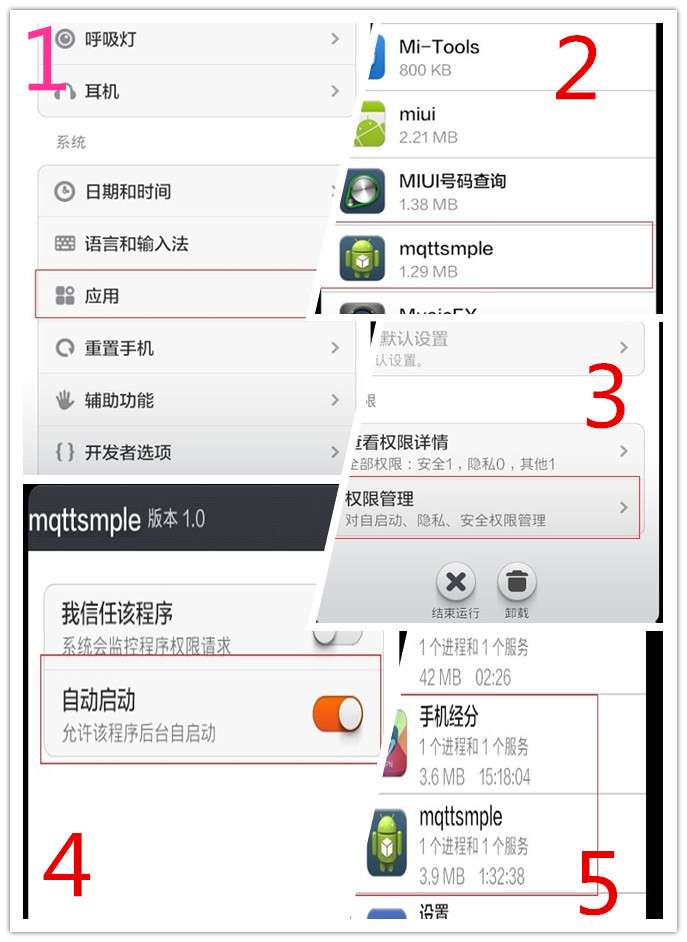 1
呼吸灯
耳机
系统
日期和时间
语言和输入法
应用
重置手机
辅助功能
开发者选项
2
Mi-Tools
800 KB
miui
2.21 MB
MIUI号码查询
1.38 MB
mqttsmple
1.29 MB
MusicFX
3
默认设置
认设置。
限
查看权限详情
全部权限：安全1，隐私0，其他1
权限管理
对自启动、隐私、安全权限管理
结束运行
卸载
mqttsmple 版本 1.0
我信任该程序
系统会监控程序权限请求
自动启动
允许该程序后台自启动
4
1 个进程和 1 个服务
42 MB 02:26
手机经分
1 个进程和 1 个服务
3.6 MB 15:18:04
mqttsmple
1 个进程和 1 个服务
3.9 MB 1:32:38
设置
5